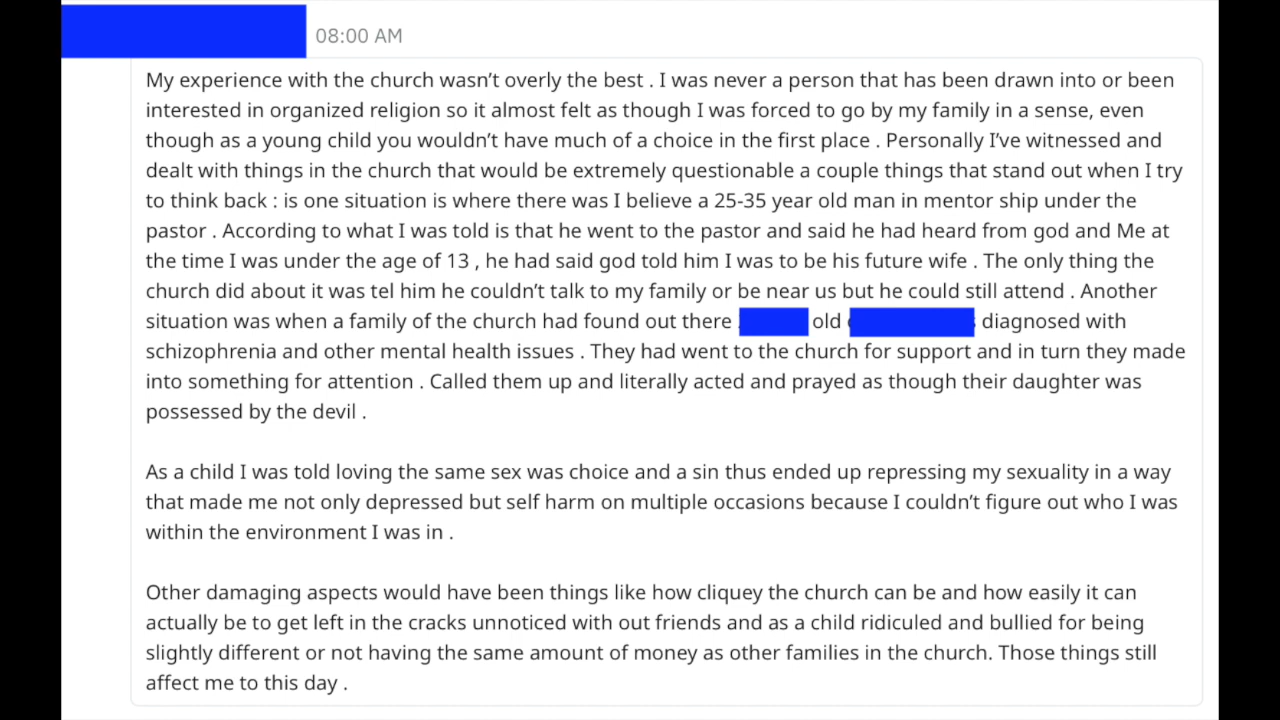 08:00 AM
My experience with the church wasn’t overly the best . I was never a person that has been drawn into or been
interested in organized religion so it almost felt as though I was forced to go by my family in a sense, even
though as a young child you wouldn’t have much of a choice in the first place . Personally I’ve witnessed and
dealt with things in the church that would be extremely questionable a couple things that stand out when I try
to think back : is one situation is where there was I believe a 25-35 year old man in mentor ship under the
pastor . According to what I was told is that he went to the pastor and said he had heard from god and Me at
the time I was under the age of 13 , he had said god told him I was to be his future wife . The only thing the
church did about it was tel him he couldn’t talk to my family or be near us but he could still attend . Another
situation was when a family of the church had found out there old diagnosed with
schizophrenia and other mental health issues . They had went to the church for support and in turn they made
into something for attention . Called them up and literally acted and prayed as though their daughter was
possessed by the devil .
As a child I was told loving the same sex was choice and a sin thus ended up repressing my sexuality in a way
that made me not only depressed but self harm on multiple occasions because I couldn’t figure out who I was
within the environment I was in .
Other damaging aspects would have been things like how cliquey the church can be and how easily it can
actually be to get left in the cracks unnoticed with out friends and as a child ridiculed and bullied for being
slightly different or not having the same amount of money as other families in the church. Those things still
affect me to this day .